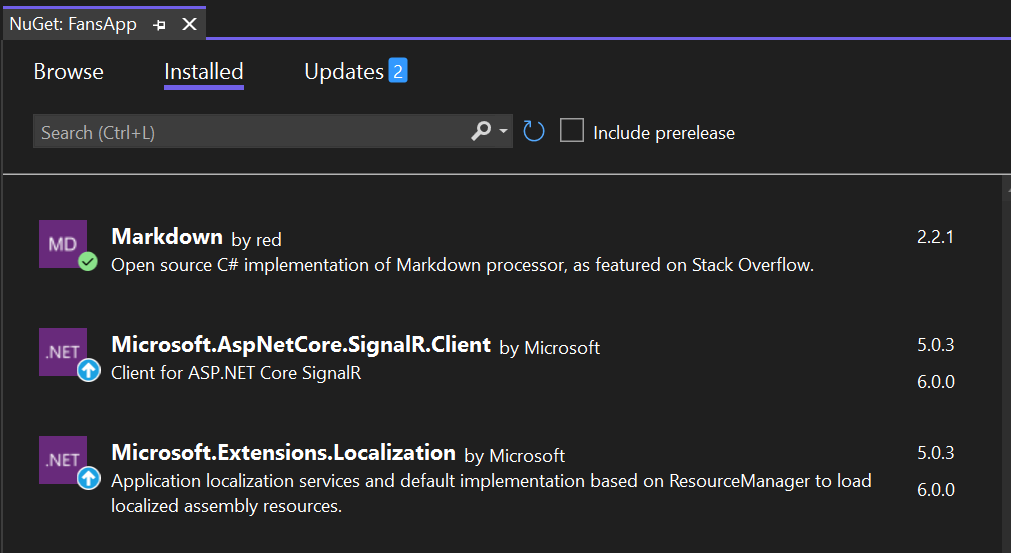 NuGet: FansApp
Browse Installed Updates 2
Search (Ctrl+L) Include prerelease
MD Markdown by red 2.2.1
Open source C# implementation of Markdown processor, as featured on Stack Overflow.
.NET Microsoft.AspNetCore.SignalR.Client by Microsoft 5.0.3
Client for ASP.NET Core SignalR 6.0.0
.NET Microsoft.Extensions.Localization by Microsoft 5.0.3
Application localization services and default implementation based on ResourceManager to load 6.0.0
localized assembly resources.